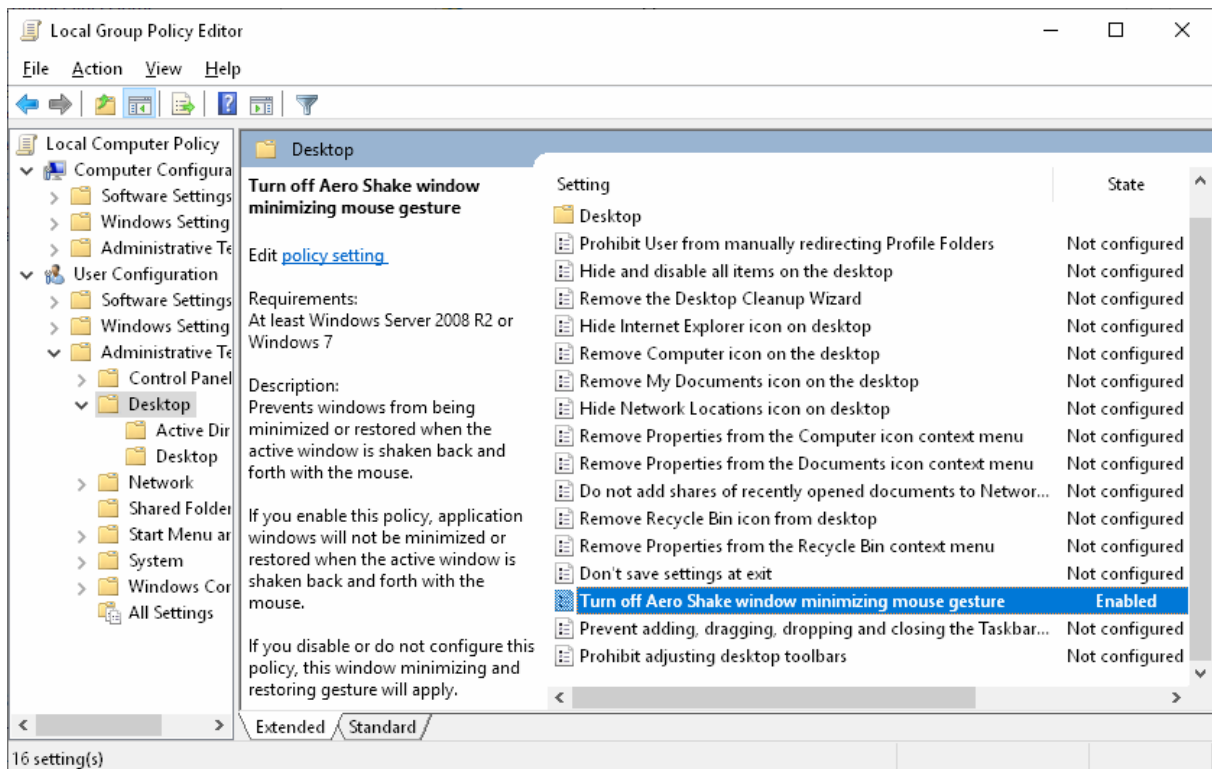 Local Group Policy Editor
File Action View Help
Local Computer Policy
Computer Configura
Software Settings
Windows Setting
Administrative Te
User Configuration
Software Settings
Windows Setting
Administrative Te
Control Panel
Desktop
Active Dir
Desktop
Network
Shared Folder
Start Menu ar
System
Windows Cor
All Settings
Desktop
Turn off Aero Shake window
minimizing mouse gesture
Edit policy setting
Requirements:
At least Windows Server 2008 R2 or
Windows 7
Description:
Prevents windows from being
minimized or restored when the
active window is shaken back and
forth with the mouse.
If you enable this policy, application
windows will not be minimized or
restored when the active window is
shaken back and forth with the
mouse.
If you disable or do not configure this
policy, this window minimizing and
restoring gesture will apply.
Setting State
Desktop
Prohibit User from manually redirecting Profile Folders Not configured
Hide and disable all items on the desktop Not configured
Remove the Desktop Cleanup Wizard Not configured
Hide Internet Explorer icon on desktop Not configured
Remove Computer icon on the desktop Not configured
Remove My Documents icon on the desktop Not configured
Hide Network Locations icon on desktop Not configured
Remove Properties from the Computer icon context menu Not configured
Remove Properties from the Documents icon context menu Not configured
Do not add shares of recently opened documents to Networ... Not configured
Remove Recycle Bin icon from desktop Not configured
Remove Properties from the Recycle Bin context menu Not configured
Don't save settings at exit Not configured
Turn off Aero Shake window minimizing mouse gesture Enabled
Prevent adding, dragging, dropping and closing the Taskbar... Not configured
Prohibit adjusting desktop toolbars Not configured
Extended Standard
16 setting(s)